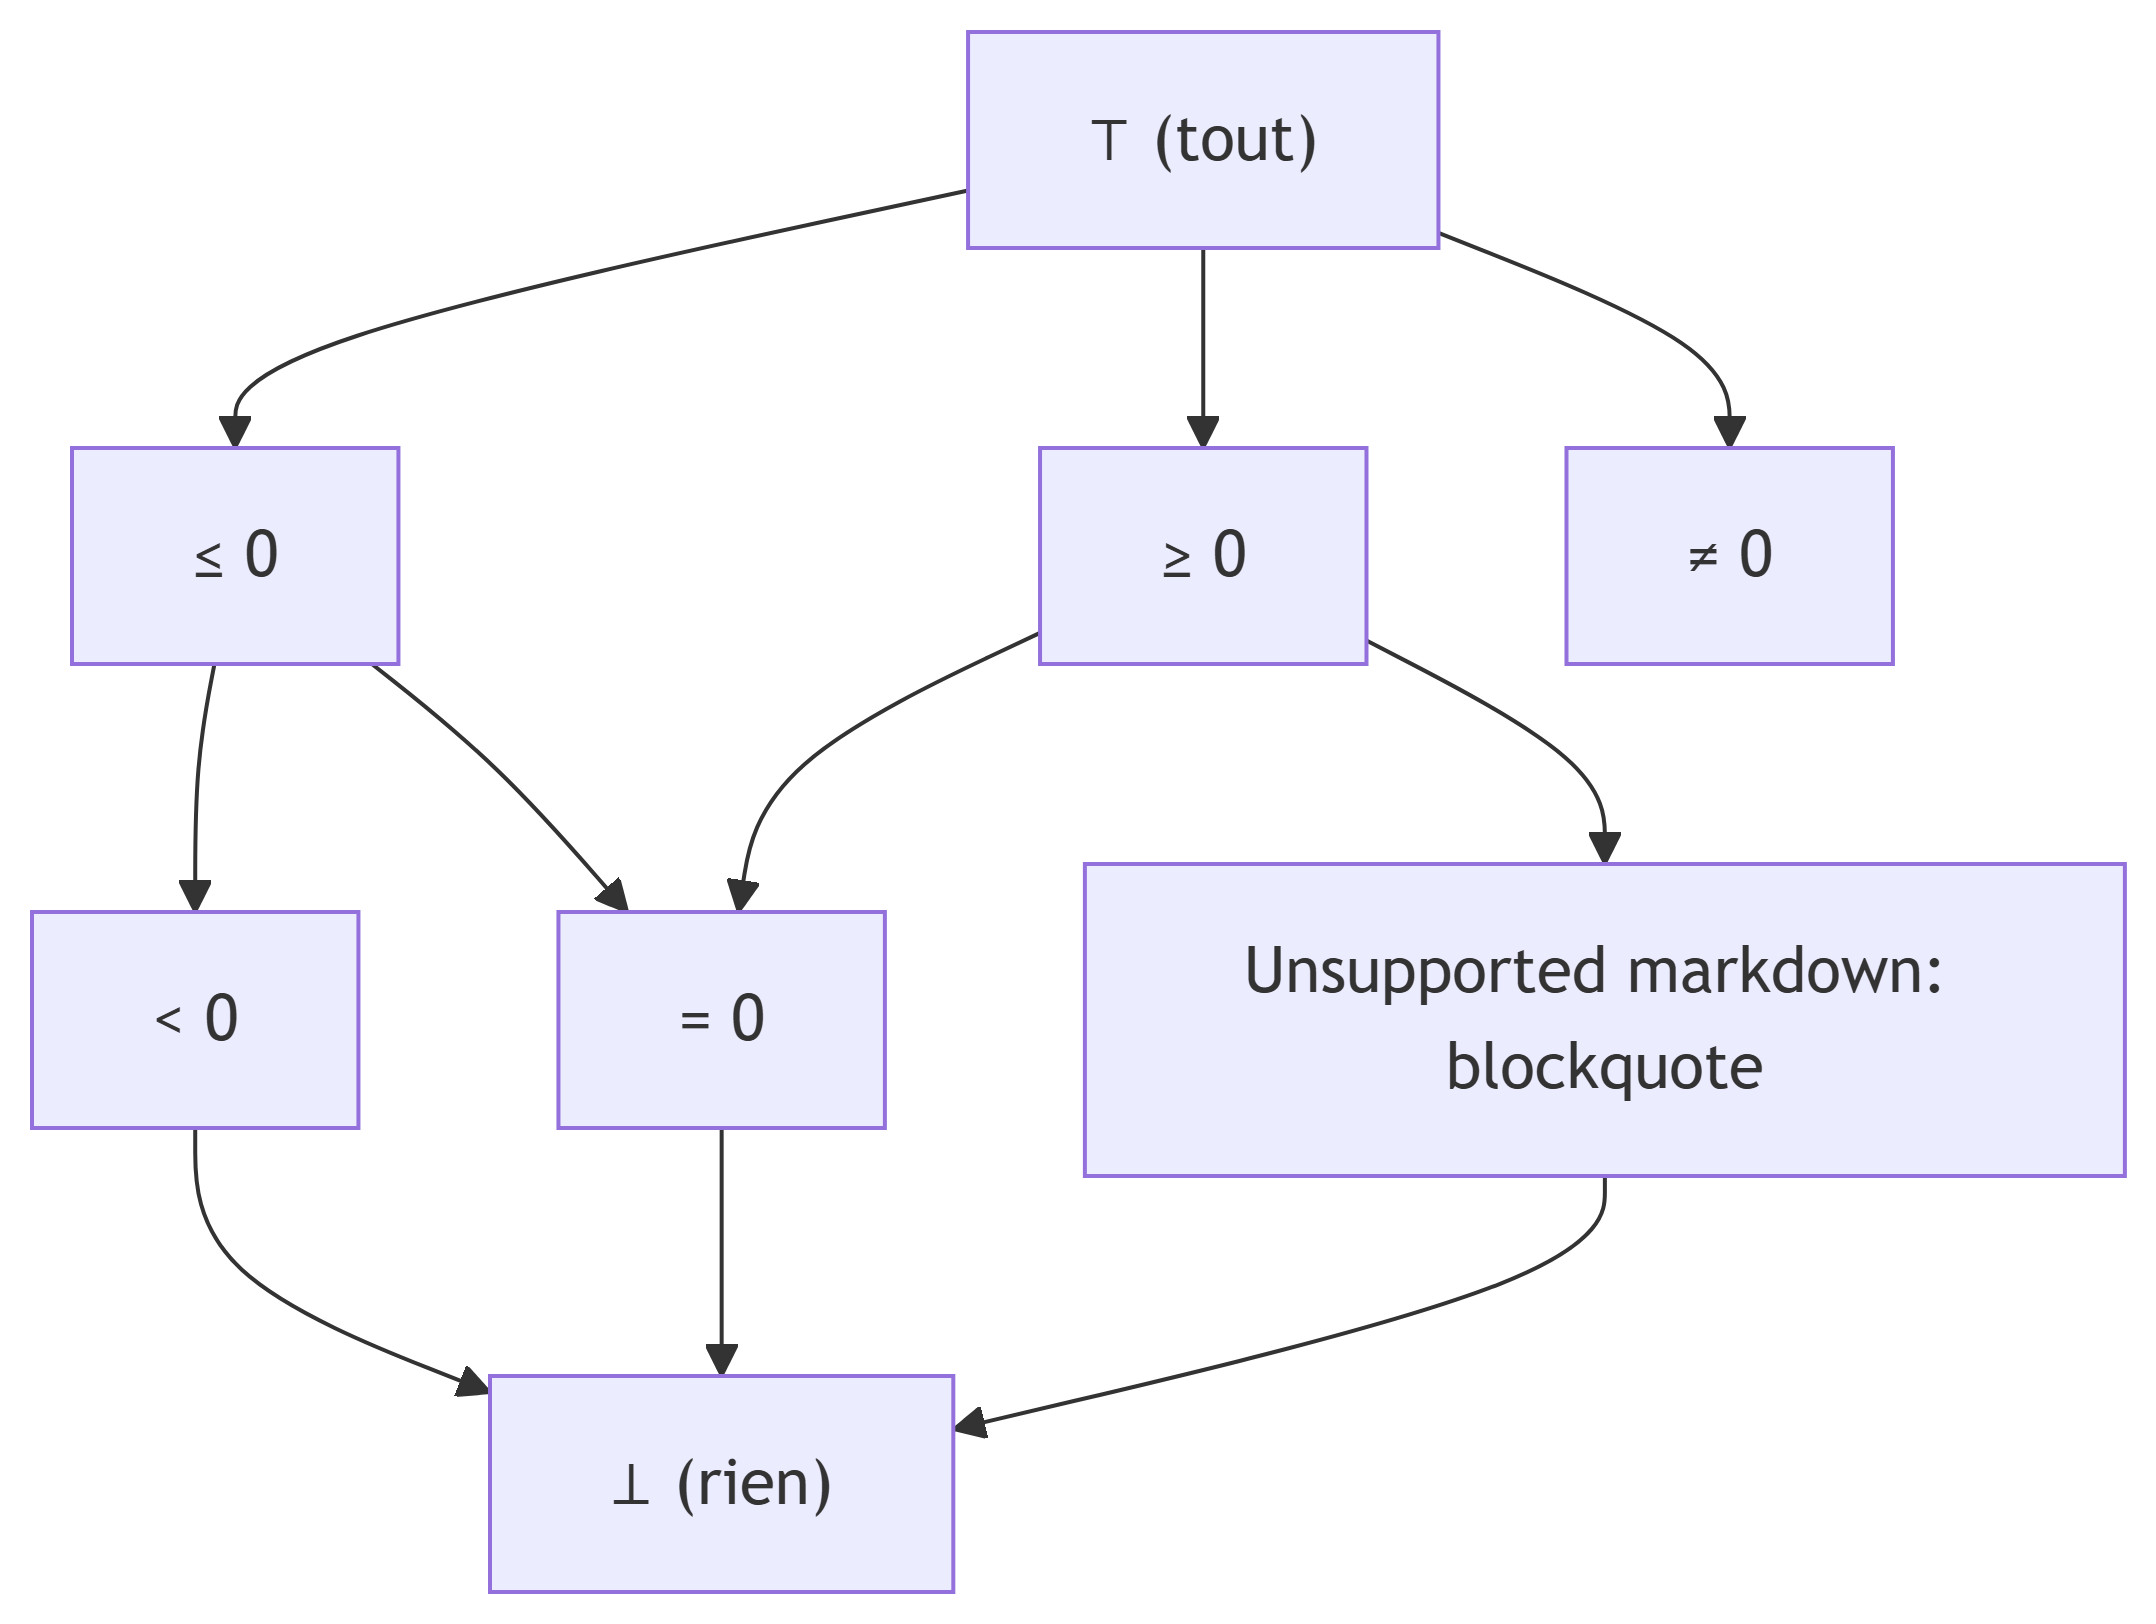 ⊤ (tout)
≤ 0
≥ 0
≠ 0
< 0
= 0
Unsupported markdown:
blockquote
⊥ (rien)